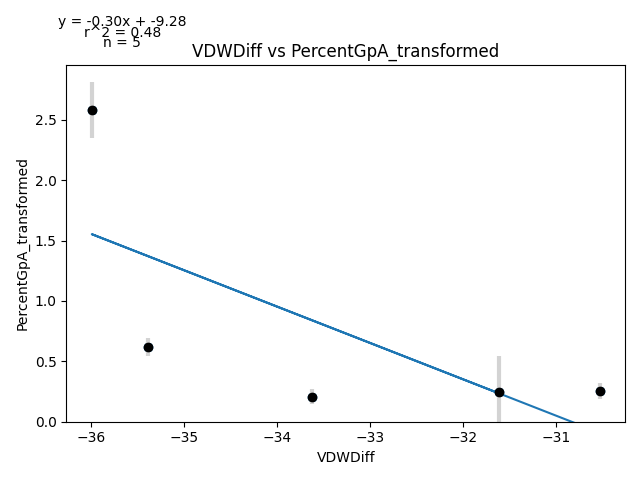 y = -0.30x + -9.28
r^2 = 0.48
n = 5
VDWDiff vs PercentGpA_transformed
PercentGpA_transformed
2.5
2.0
1.5
1.0
0.5
0.0
−36
−35
−34
−33
−32
−31
VDWDiff